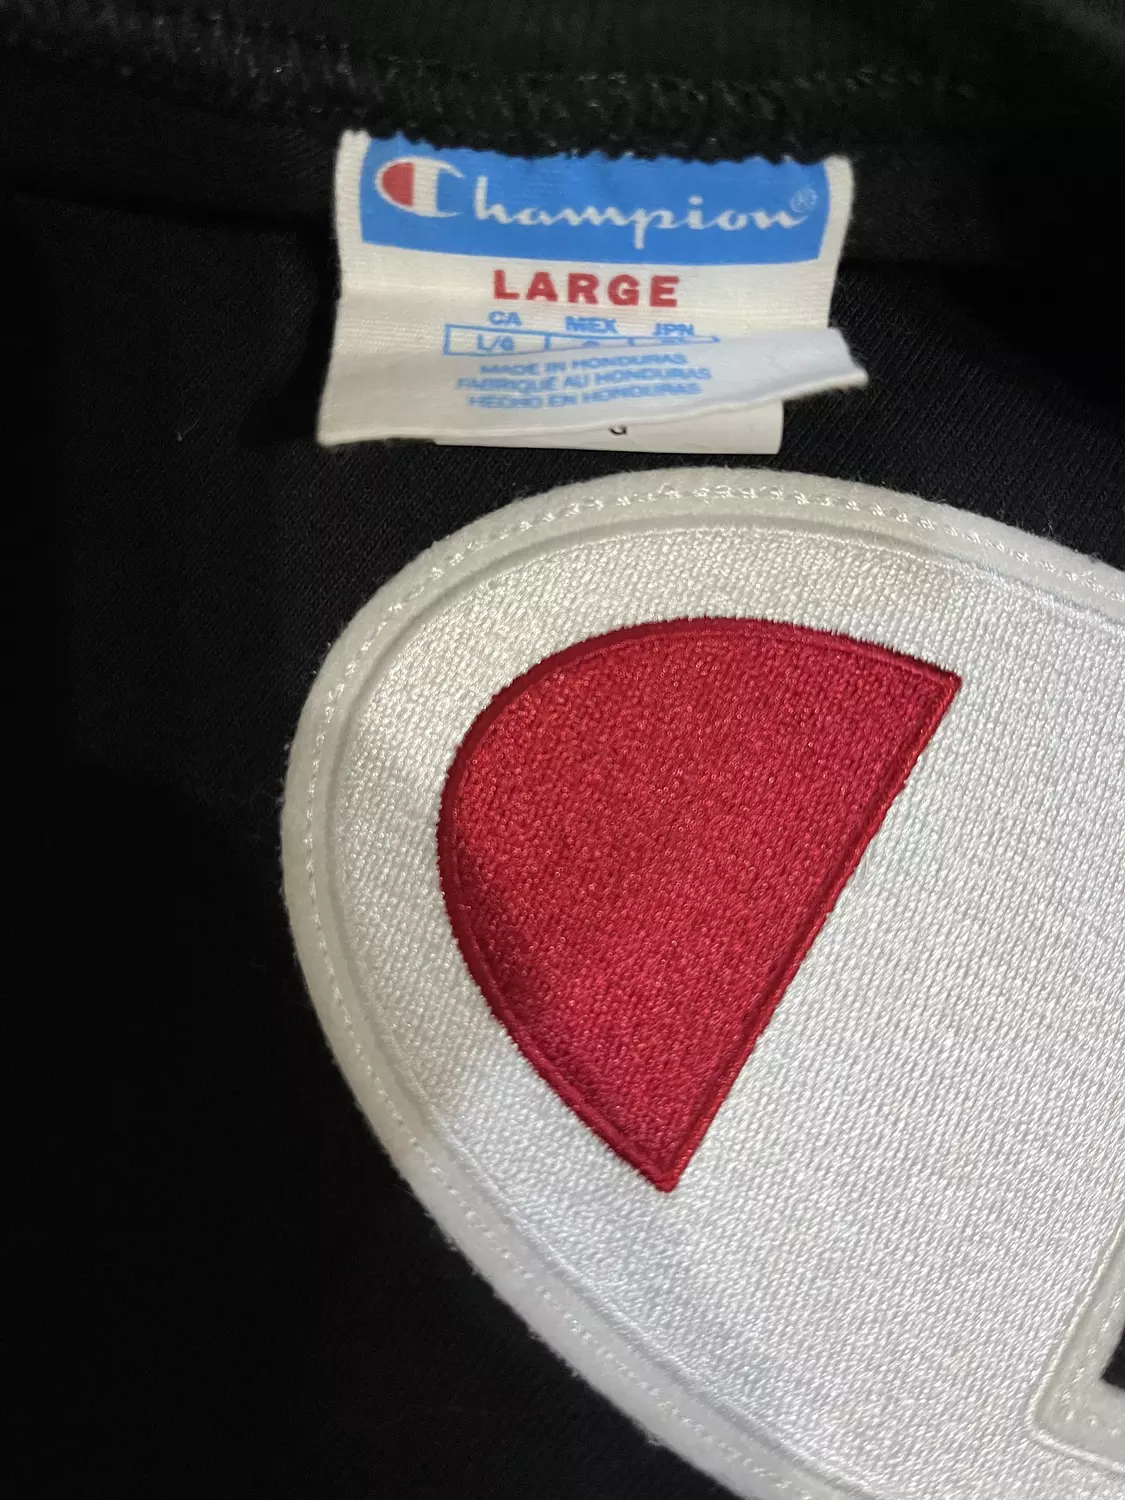 Champion®
LARGE
CA MEX JPN
L/G
MADE IN HONDURAS
FABRIQUÉ AU HONDURAS
HECHO EN HONDURAS
G